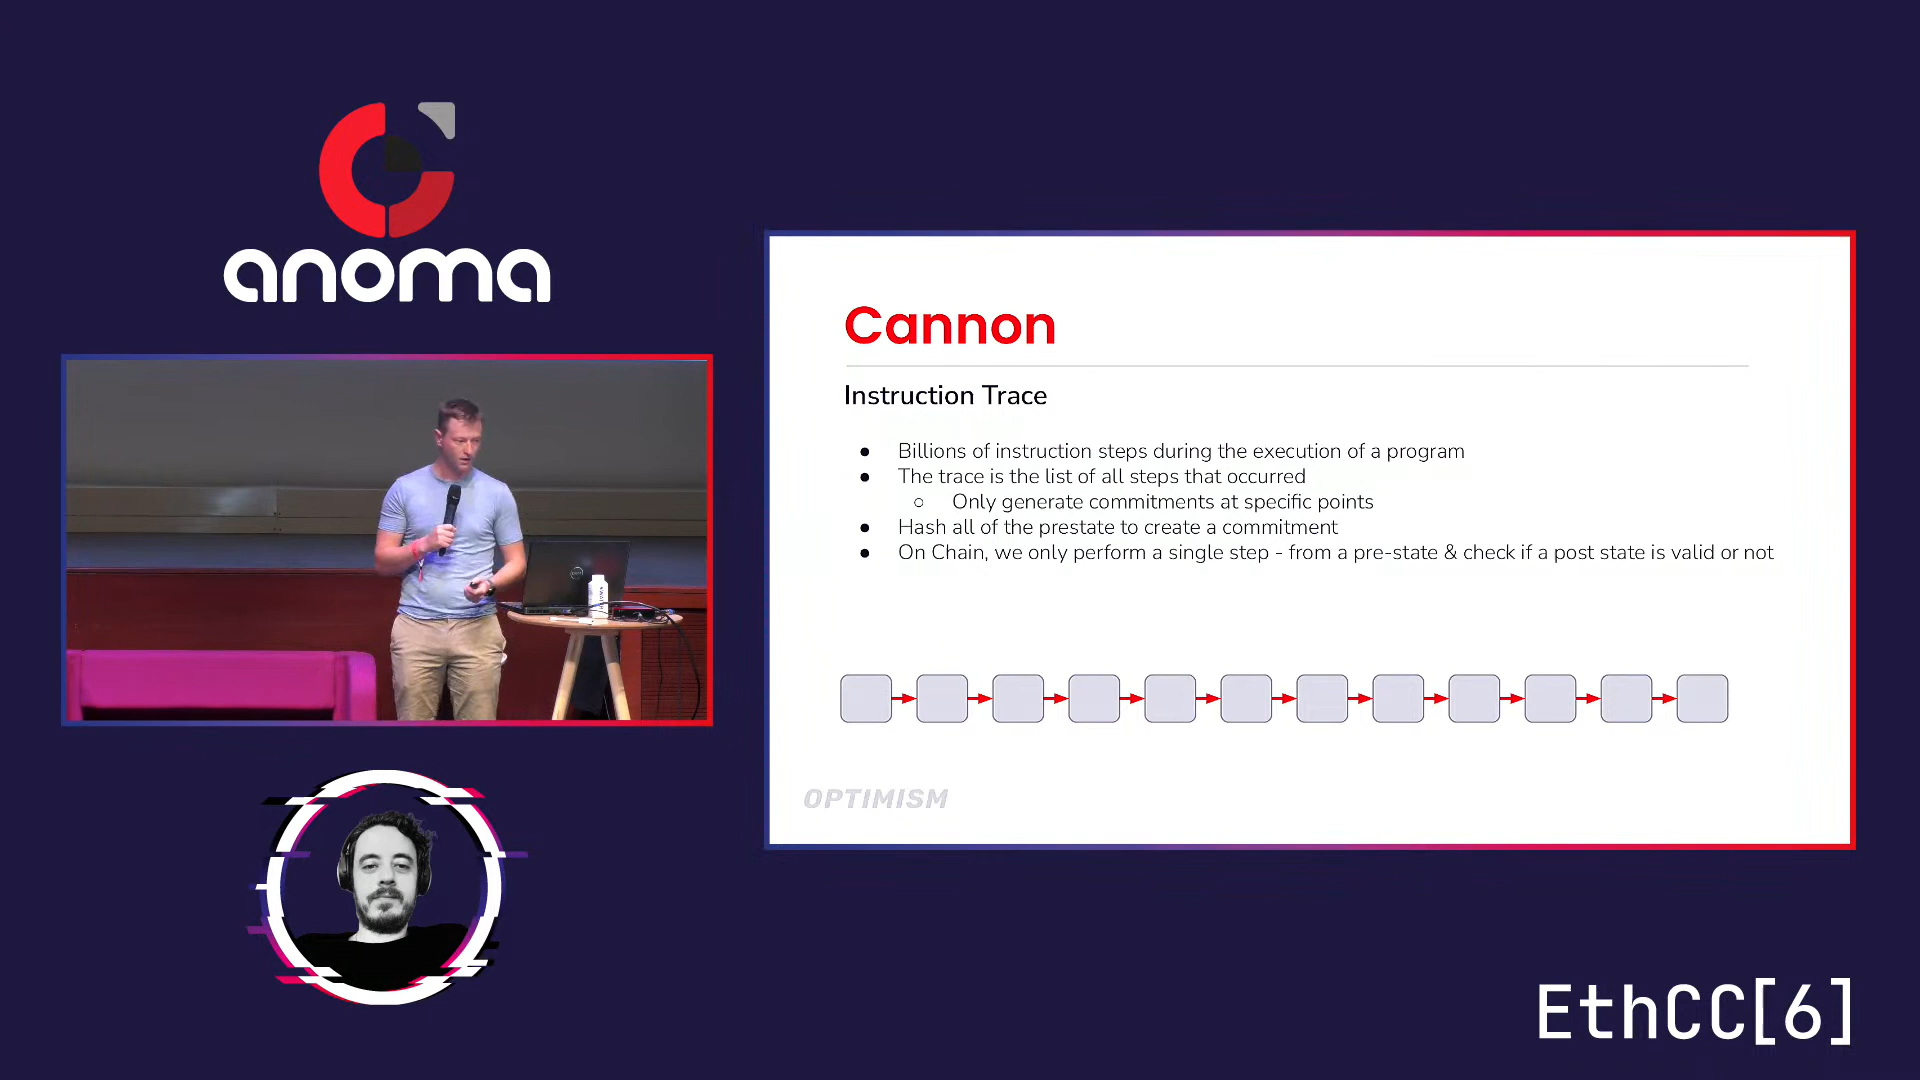 anoma
Cannon
Instruction Trace
● Billions of instruction steps during the execution of a program
● The trace is the list of all steps that occurred
○ Only generate commitments at specific points
● Hash all of the prestate to create a commitment
● On Chain, we only perform a single step - from a pre-state & check if a post state is valid or not
OPTIMISM
EthCC[6]